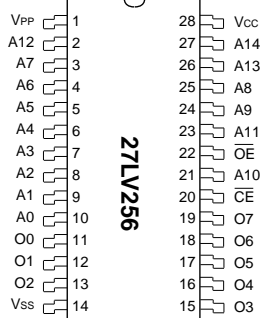 VPP 1 28 VCC
A12 2 27 A14
A7 3 26 A13
A6 4 25 A8
A5 5 24 A9
A4 6 23 A11
A3 7 22 O̅E̅
A2 8 21 A10
A1 9 20 C̅E̅
A0 10 19 O7
O0 11 18 O6
O1 12 17 O5
O2 13 16 O4
VSS 14 15 O3
27LV256